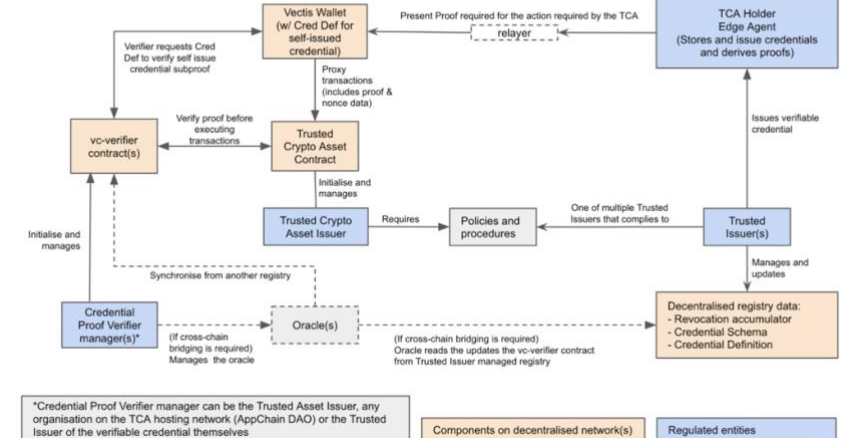 Vectis Wallet
(w/ Cred Def for
self-issued
credential)
Present Proof required for the action required by the TCA
relayer
TCA Holder
Edge Agent
(Stores and issue credentials
and derives proofs)
Verifier requests Cred
Def to verify self issue
credential subproof
Proxy
transactions
(includes proof &
nonce data)
vc-verifier
contract(s)
Verify proof before
executing
transactions
Trusted
Crypto Asset
Contract
Issues verifiable
credential
Initialise and
manages
Trusted Crypto
Asset Issuer
Requires
Policies and
procedures
One of multiple Trusted
Issuers that complies to
Trusted
Issuer(s)
Initialise and
manages
Synchronise from another registry
Manages and
updates
Credential
Proof Verifier
manager(s)*
(If cross-chain
bridging is required)
Manages the oracle
Oracle(s)
(If cross-chain bridging is required)
Oracle reads the updates the vc-verifier contract
from Trusted Issuer managed registry
Decentralised registry data:
- Revocation accumulator
- Credential Schema
- Credential Definition
*Credential Proof Verifier manager can be the Trusted Asset Issuer, any
organisation on the TCA hosting network (AppChain DAO) or the Trusted
Issuer of the verifiable credential themselves
Components on decentralised network(s)
Regulated entities